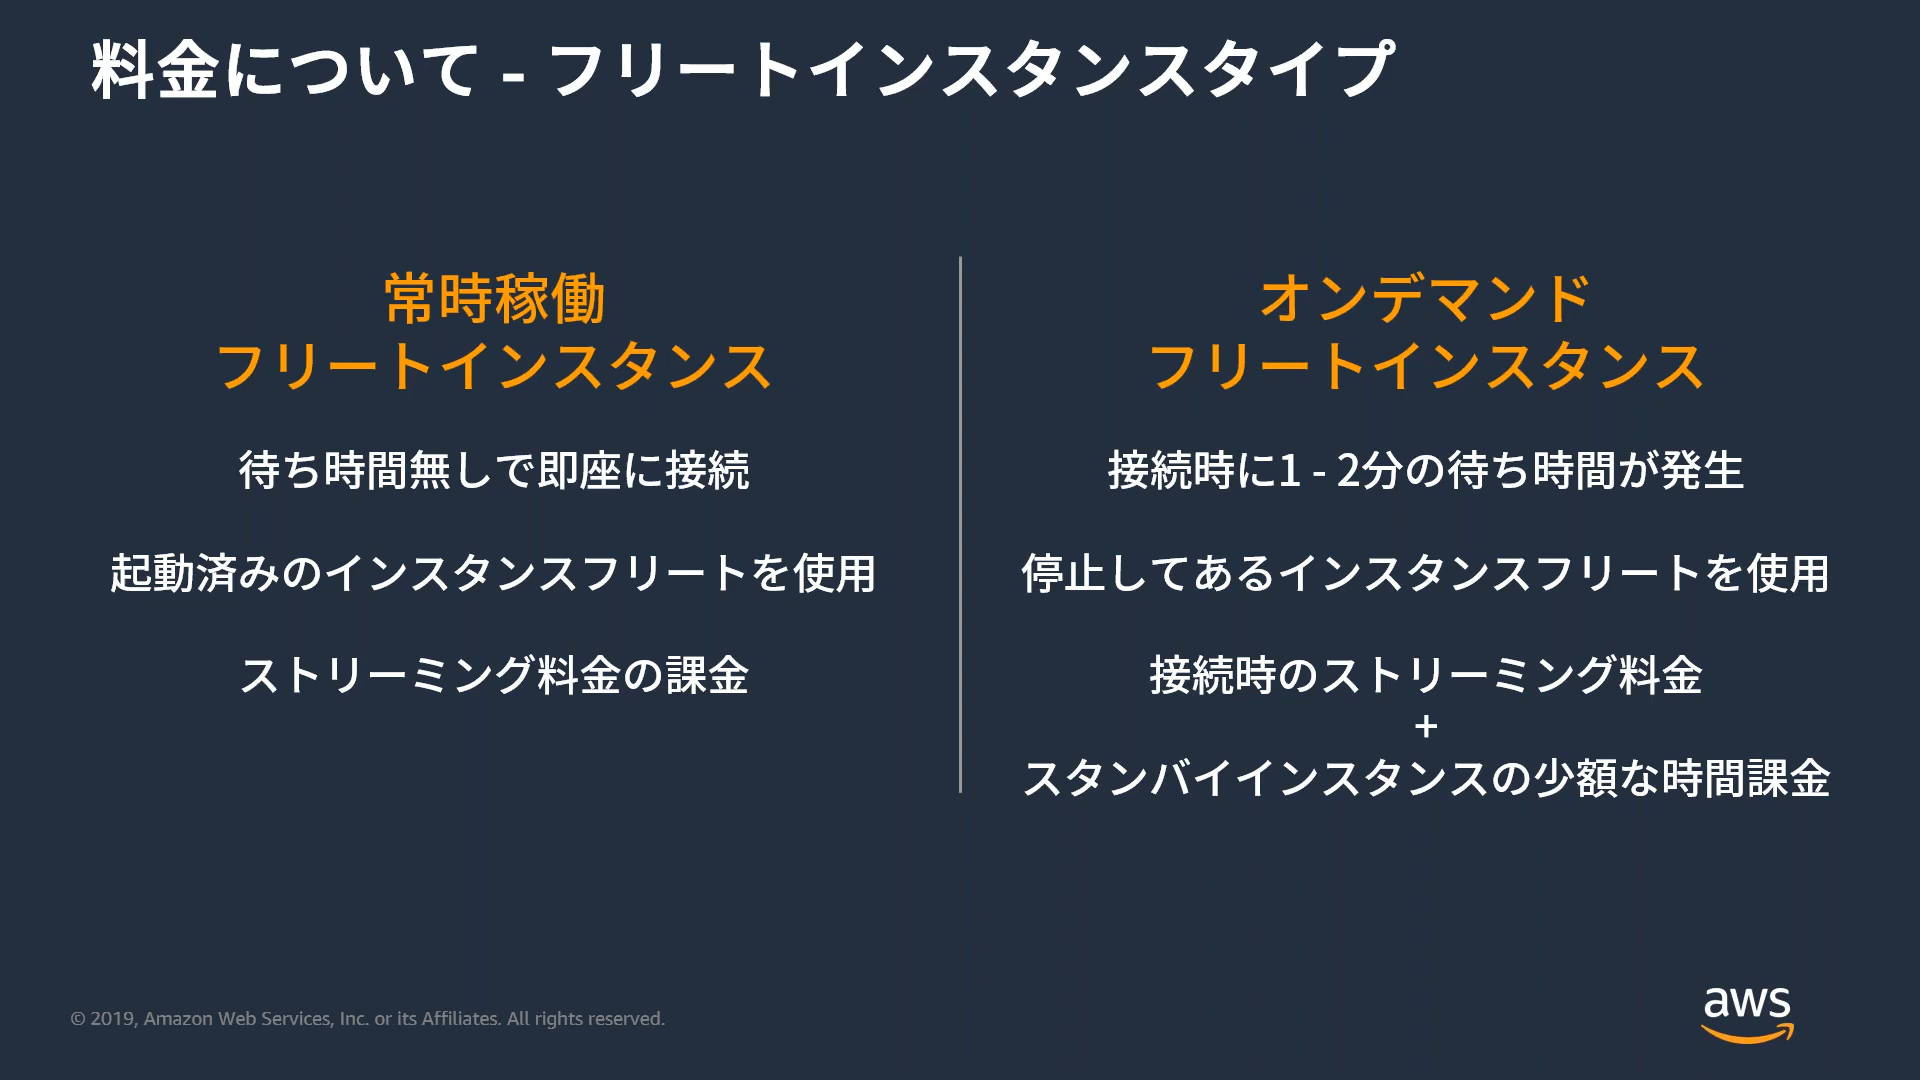 料金について - フリートインスタンスタイプ
常時稼働
フリートインスタンス
待ち時間無しで即座に接続
起動済みのインスタンスフリートを使用
ストリーミング料金の課金
オンデマンド
フリートインスタンス
接続時に1 - 2分の待ち時間が発生
停止してあるインスタンスフリートを使用
接続時のストリーミング料金
+
スタンバイインスタンスの少額な時間課金
© 2019, Amazon Web Services, Inc. or its Affiliates. All rights reserved.
aws